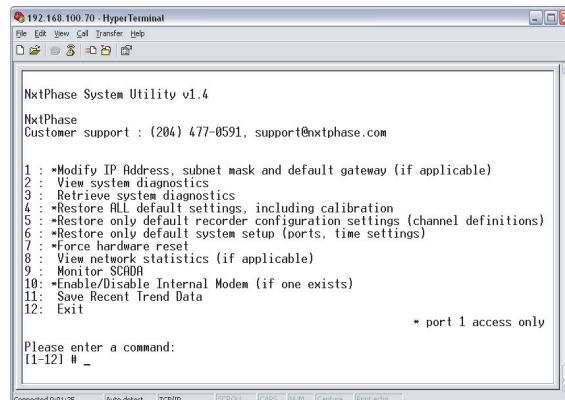 192.168.100.70 - HyperTerminal
File Edit View Call Transfer Help
NxtPhase System Utility v1.4
NxtPhase
Customer support : (204) 477-0591, support@nxtphase.com
1 : *Modify IP Address, subnet mask and default gateway (if applicable)
2 :  View system diagnostics
3 :  Retrieve system diagnostics
4 : *Restore ALL default settings, including calibration
5 : *Restore only default recorder configuration settings (channel definitions)
6 : *Restore only default system setup (ports, time settings)
7 : *Force hardware reset
8 :  View network statistics (if applicable)
9 :  Monitor SCADA
10: *Enable/Disable Internal Modem (if one exists)
11:  Save Recent Trend Data
12:  Exit
* port 1 access only
Please enter a command:
[1-12] # _
Connected 0:01:25 Auto detect TCP/IP SCROLL CAPS NUM Capture Print echo